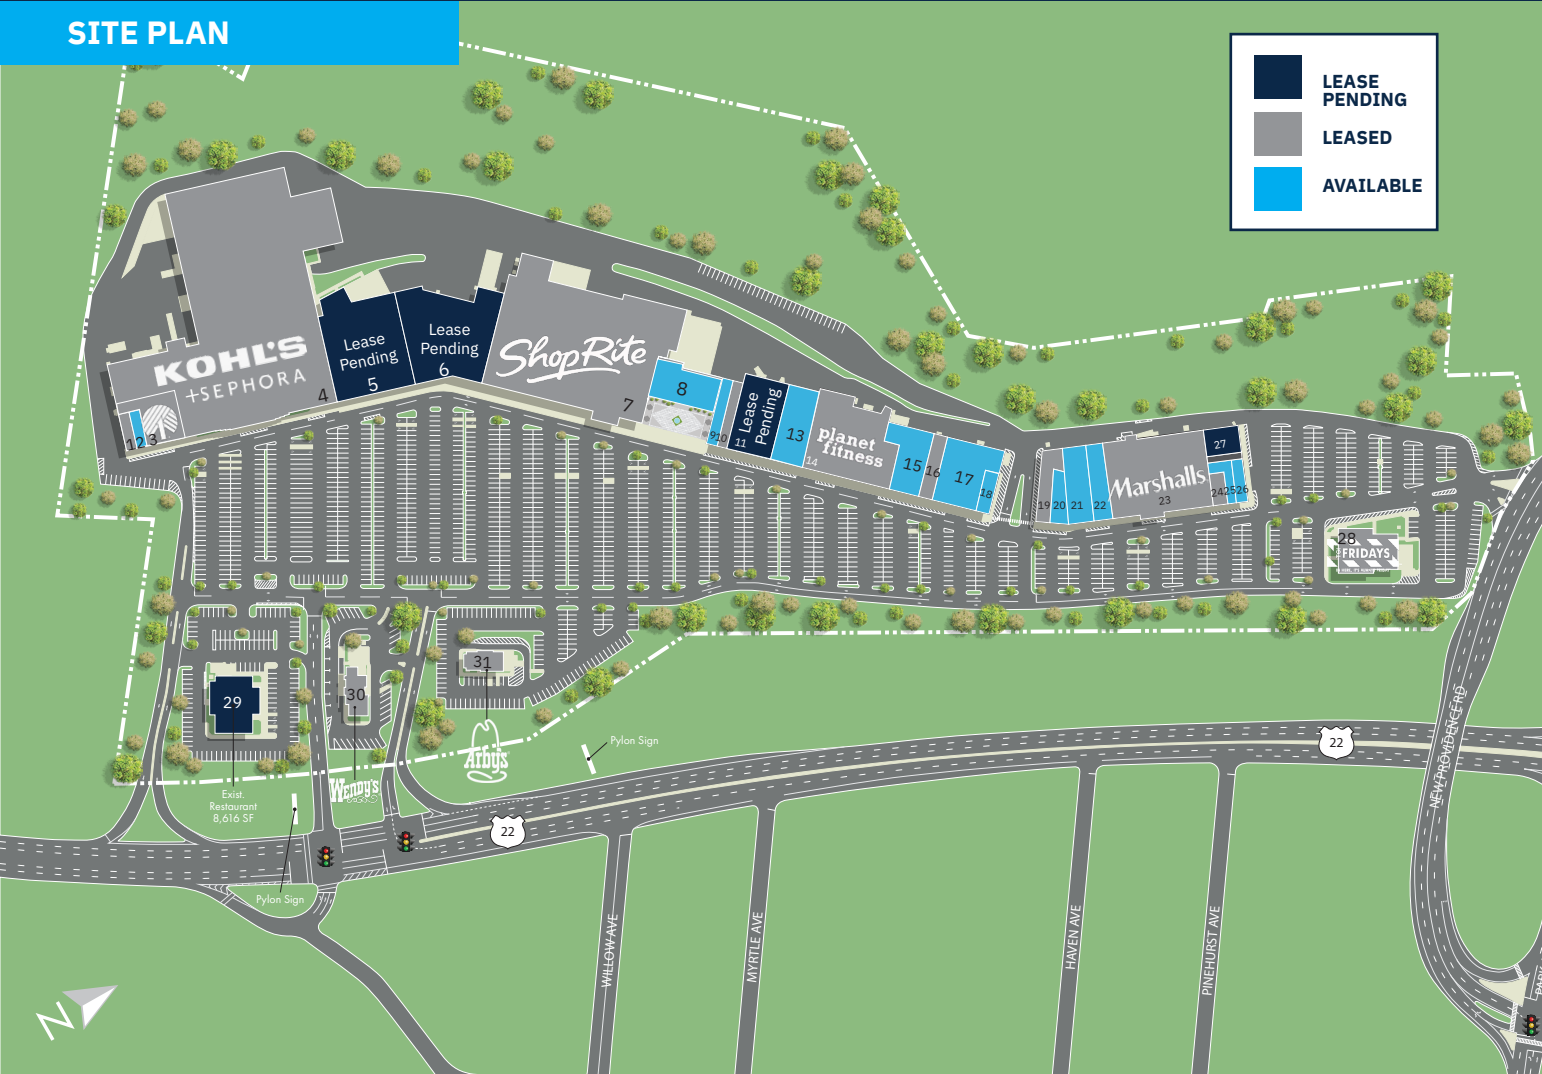 SITE PLAN
LEASE
PENDING
LEASED
AVAILABLE
KOHL'S
+SEPHORA
1
2
3
4
Lease
Pending
5
Lease
Pending
6
ShopRite
7
8
9
10
11
Lease
Pending
13
14
planet
fitness
15
16
17
18
19
20
21
22
Marshalls
23
24
25
26
27
28
FRIDAYS
29
30
31
Exist.
Restaurant
8,616 SF
Wendy's
Arbys
Pylon Sign
Pylon Sign
22
22
NEW PROVIDENCE RD
WILLOW AVE
MYRTLE AVE
HAVEN AVE
PINEHURST AVE
N